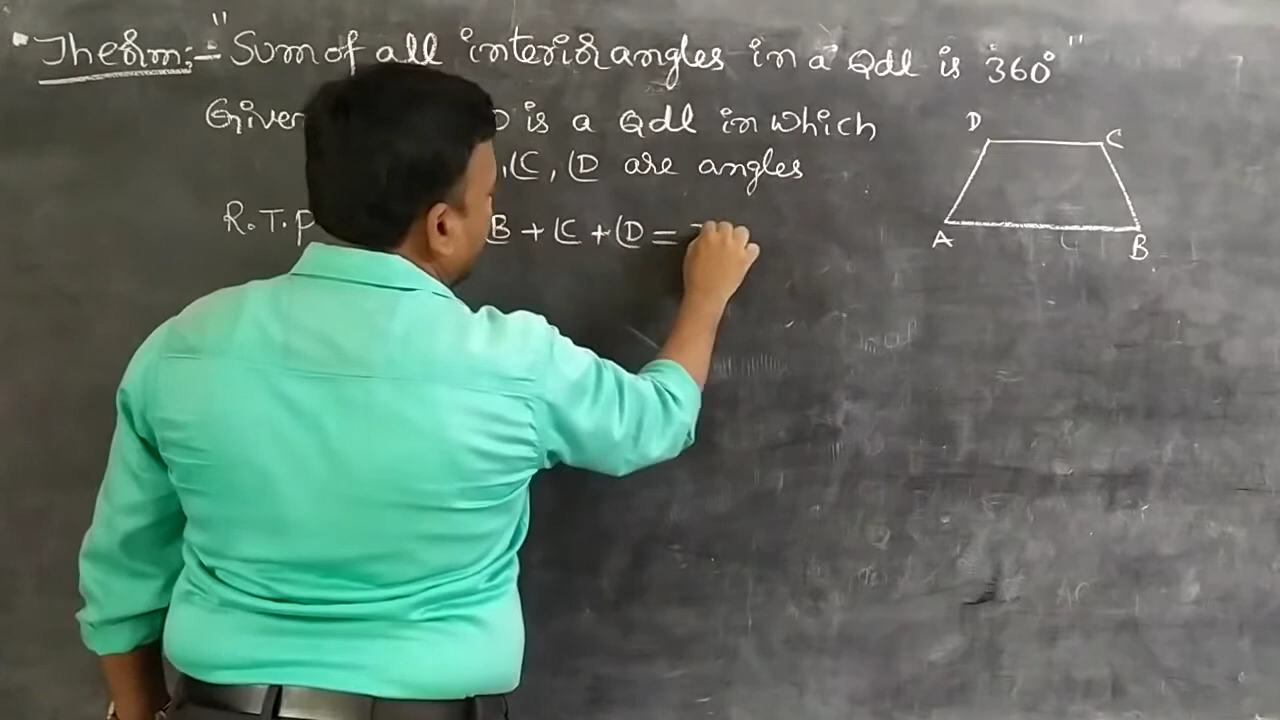 Theorm:- "Sum of all interior angles in a Qdl is 360°"
Given D is a Qdl in which
, ∠C, ∠D are angles
R.T.P ∠B + ∠C + ∠D =
D C
A B